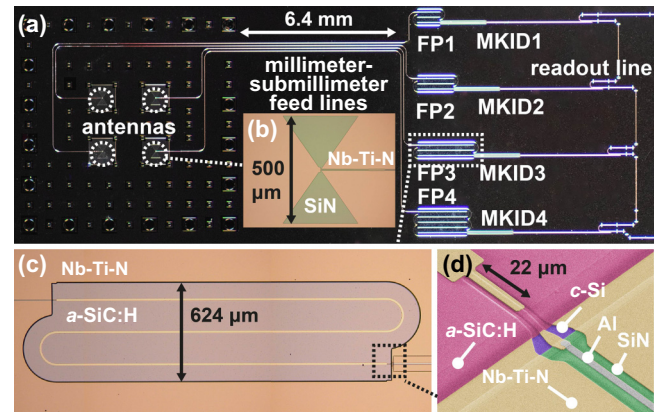 (a)
6.4 mm
FP1
MKID1
millimeter-
submillimeter
feed lines
readout line
FP2
MKID2
antennas
(b)
500
μm
Nb-Ti-N
SiN
FP3
MKID3
FP4
MKID4
(c)
Nb-Ti-N
a-SiC:H
624 μm
(d)
22 μm
c-Si
a-SiC:H
Al
SiN
Nb-Ti-N